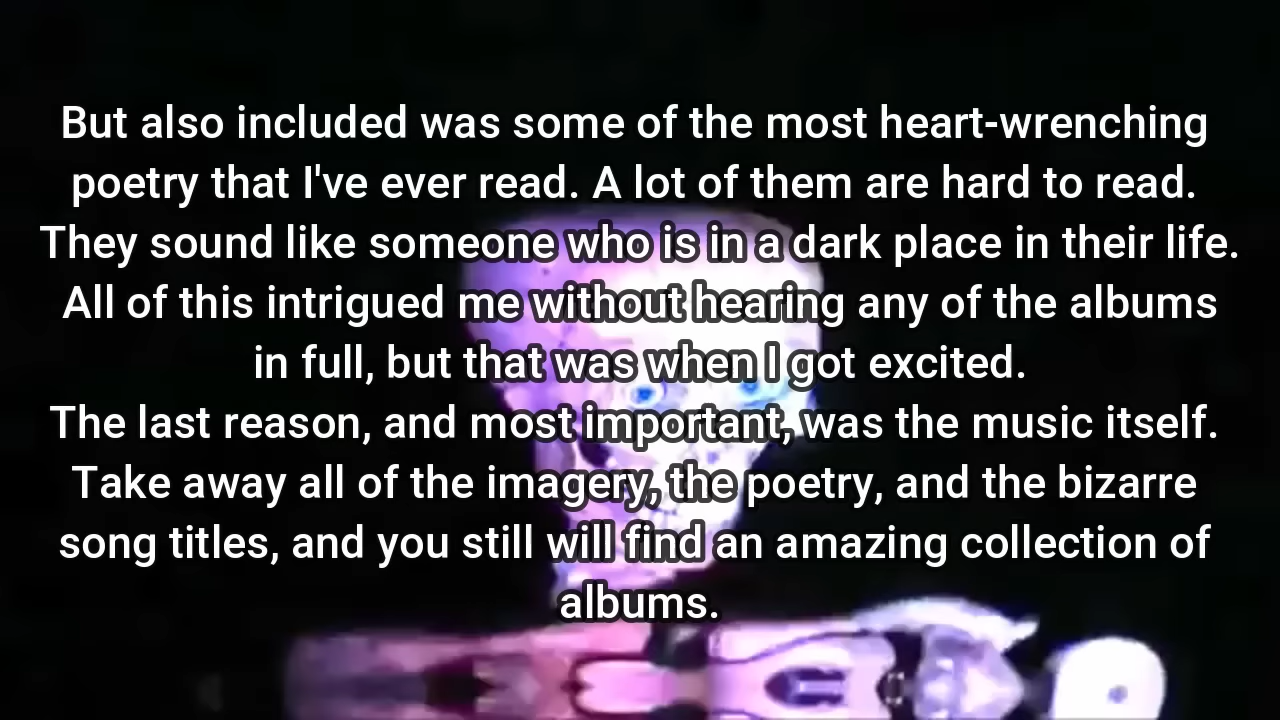 But also included was some of the most heart-wrenching
poetry that I've ever read. A lot of them are hard to read.
They sound like someone who is in a dark place in their life.
All of this intrigued me without hearing any of the albums
in full, but that was when I got excited.
The last reason, and most important, was the music itself.
Take away all of the imagery, the poetry, and the bizarre
song titles, and you still will find an amazing collection of
albums.